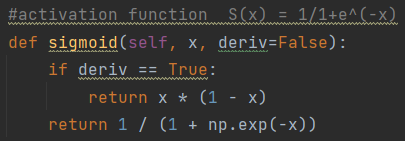 #activation function  S(x) = 1/1+e^(-x)
def sigmoid(self, x, deriv=False):
    if deriv == True:
        return x * (1 - x)
    return 1 / (1 + np.exp(-x))